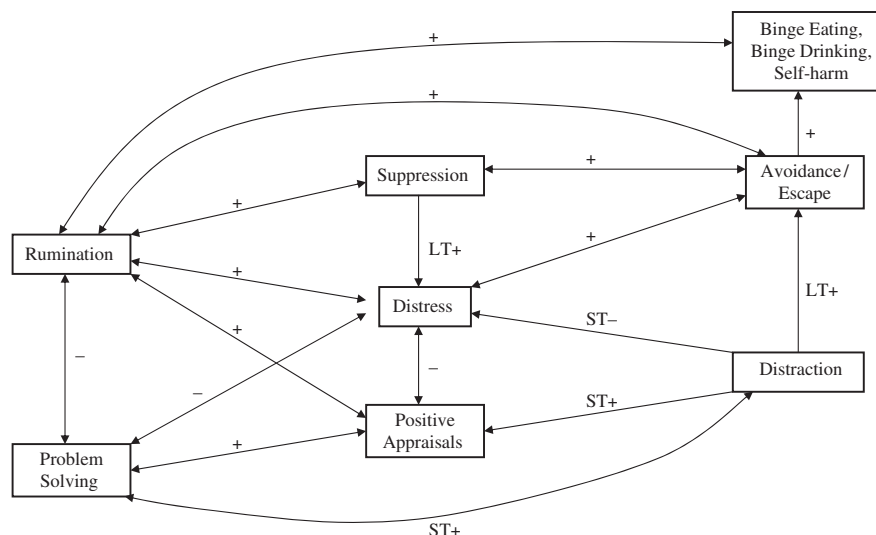 Binge Eating,
Binge Drinking,
Self-harm
+
+
+
Suppression
+
Avoidance/
Escape
+
Rumination
LT+
+
+
LT+
Distress
+
ST–
–
–
–
Distraction
ST+
Positive
Appraisals
+
Problem
Solving
ST+